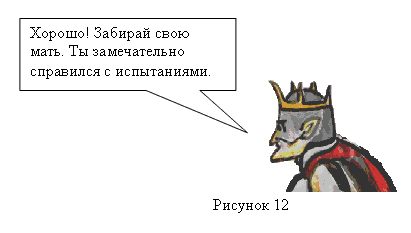 Хорошо! Забирай свою
мать. Ты замечательно
справился с испытаниями.
Рисунок 12